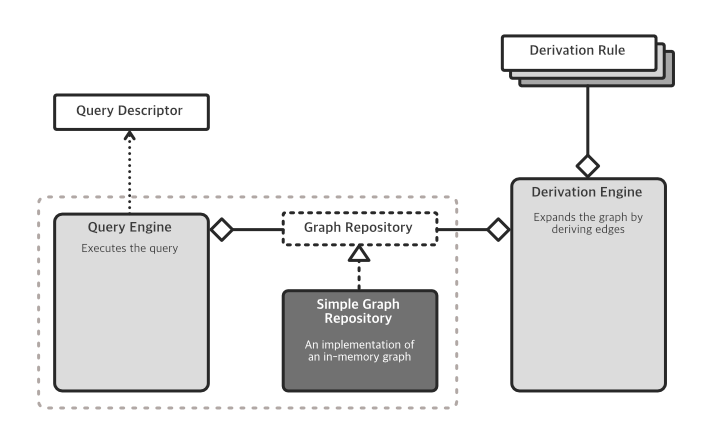 Derivation Rule
Query Descriptor
Query Engine
Executes the query
Graph Repository
Derivation Engine
Expands the graph by
deriving edges
Simple Graph
Repository
An implementation of
an in-memory graph